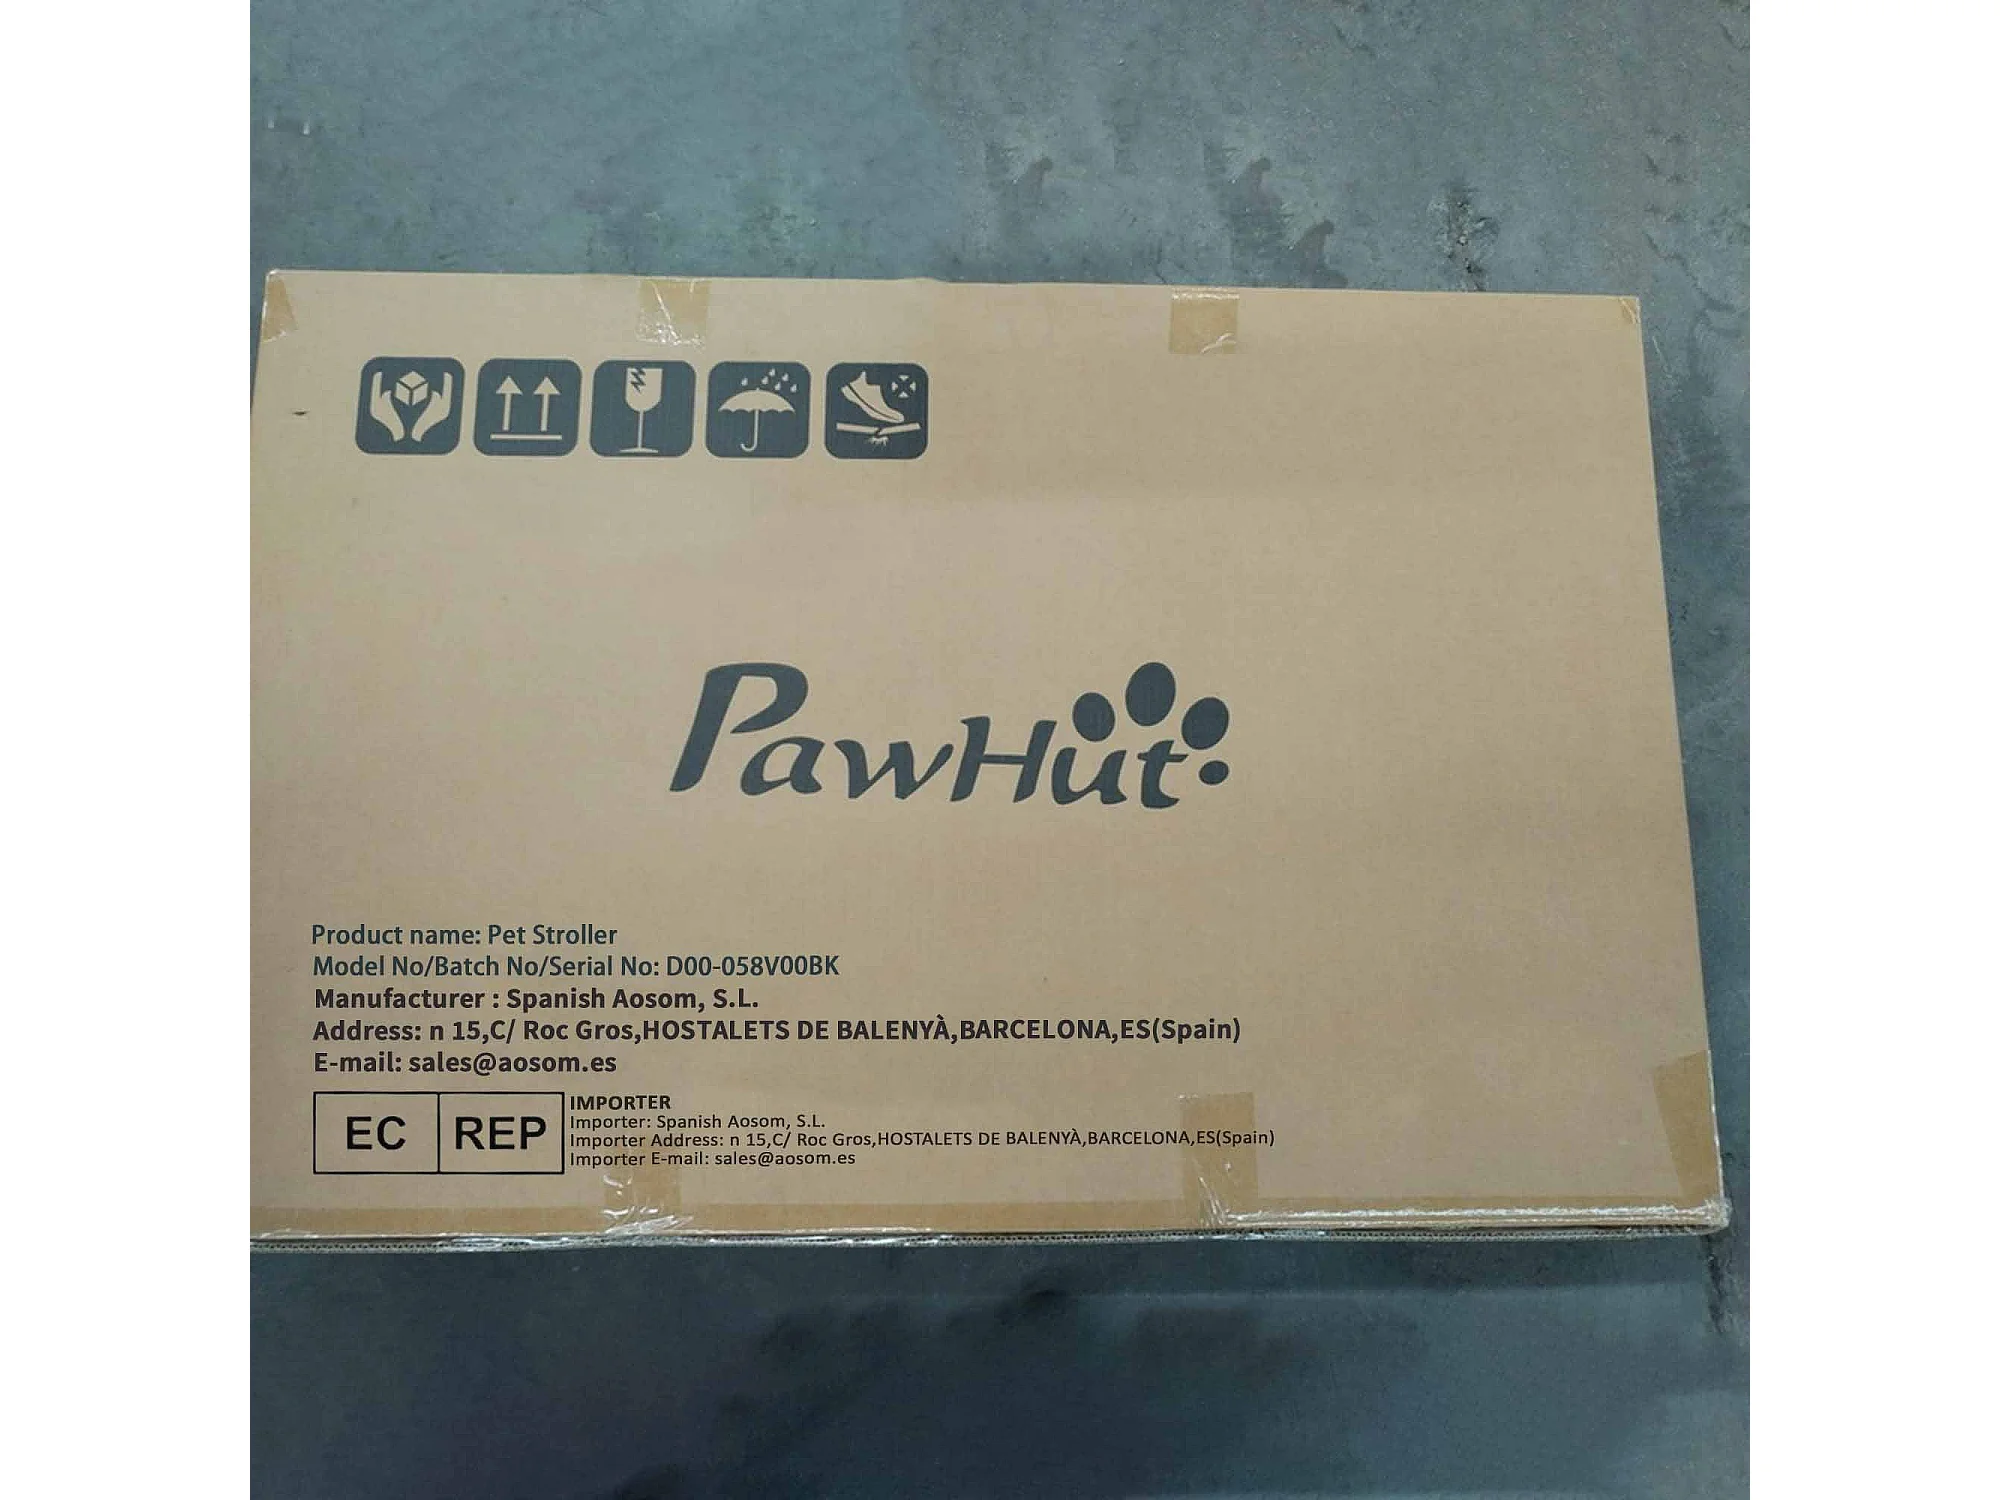 PawHut
Product name: Pet Stroller
Model No/Batch No/Serial No: D00-058V00BK
Manufacturer : Spanish Aosom, S.L.
Address: n 15,C/ Roc Gros,HOSTALETS DE BALENYÀ,BARCELONA,ES(Spain)
E-mail: sales@aosom.es
EC REP
IMPORTER
Importer: Spanish Aosom, S.L.
Importer Address: n 15,C/ Roc Gros,HOSTALETS DE BALENYÀ,BARCELONA,ES(Spain)
Importer E-mail: sales@aosom.es